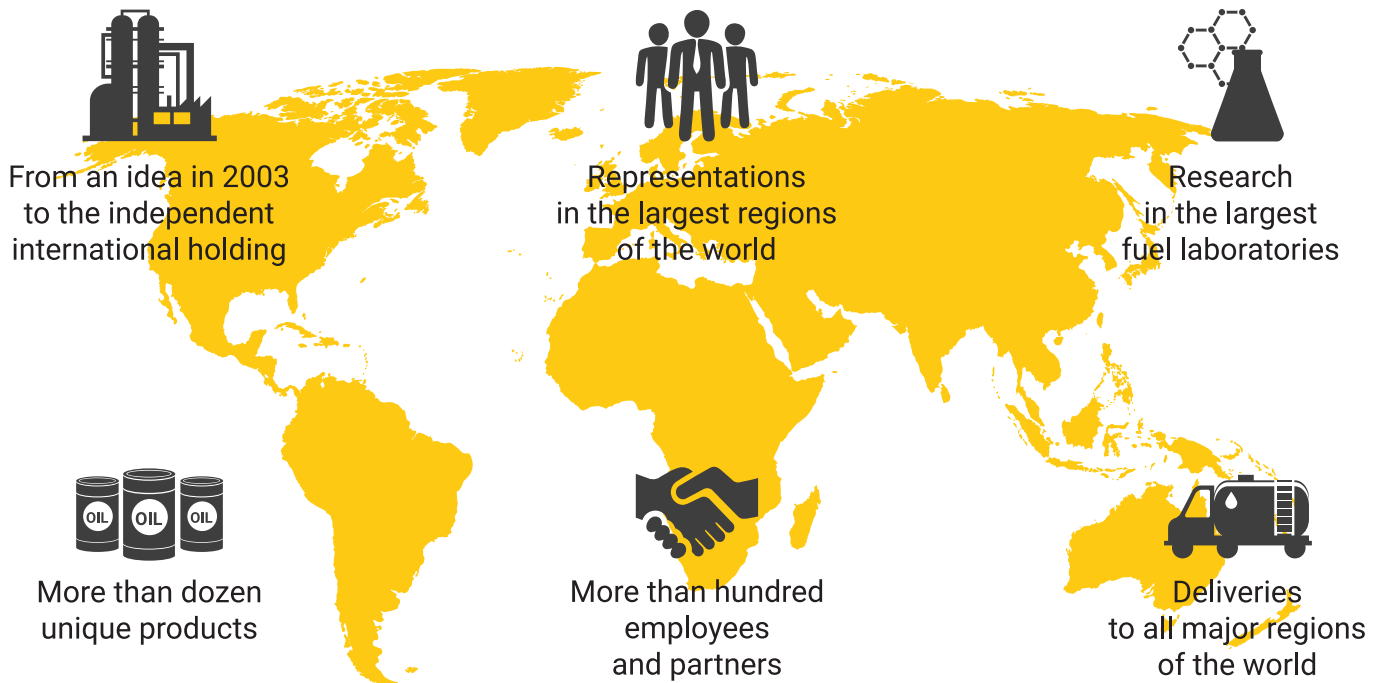 From an idea in 2003
to the independent
international holding
Representations
in the largest regions
of the world
Research
in the largest
fuel laboratories
OIL
OIL
OIL
More than dozen
unique products
More than hundred
employees
and partners
Deliveries
to all major regions
of the world